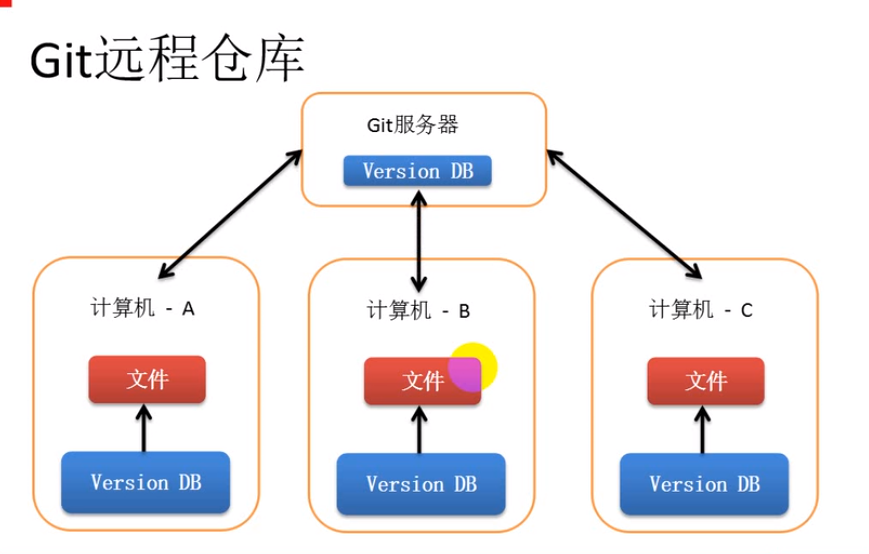 Git远程仓库
Git服务器
Version DB
计算机 - A
计算机 - B
计算机 - C
文件
文件
文件
Version DB
Version DB
Version DB